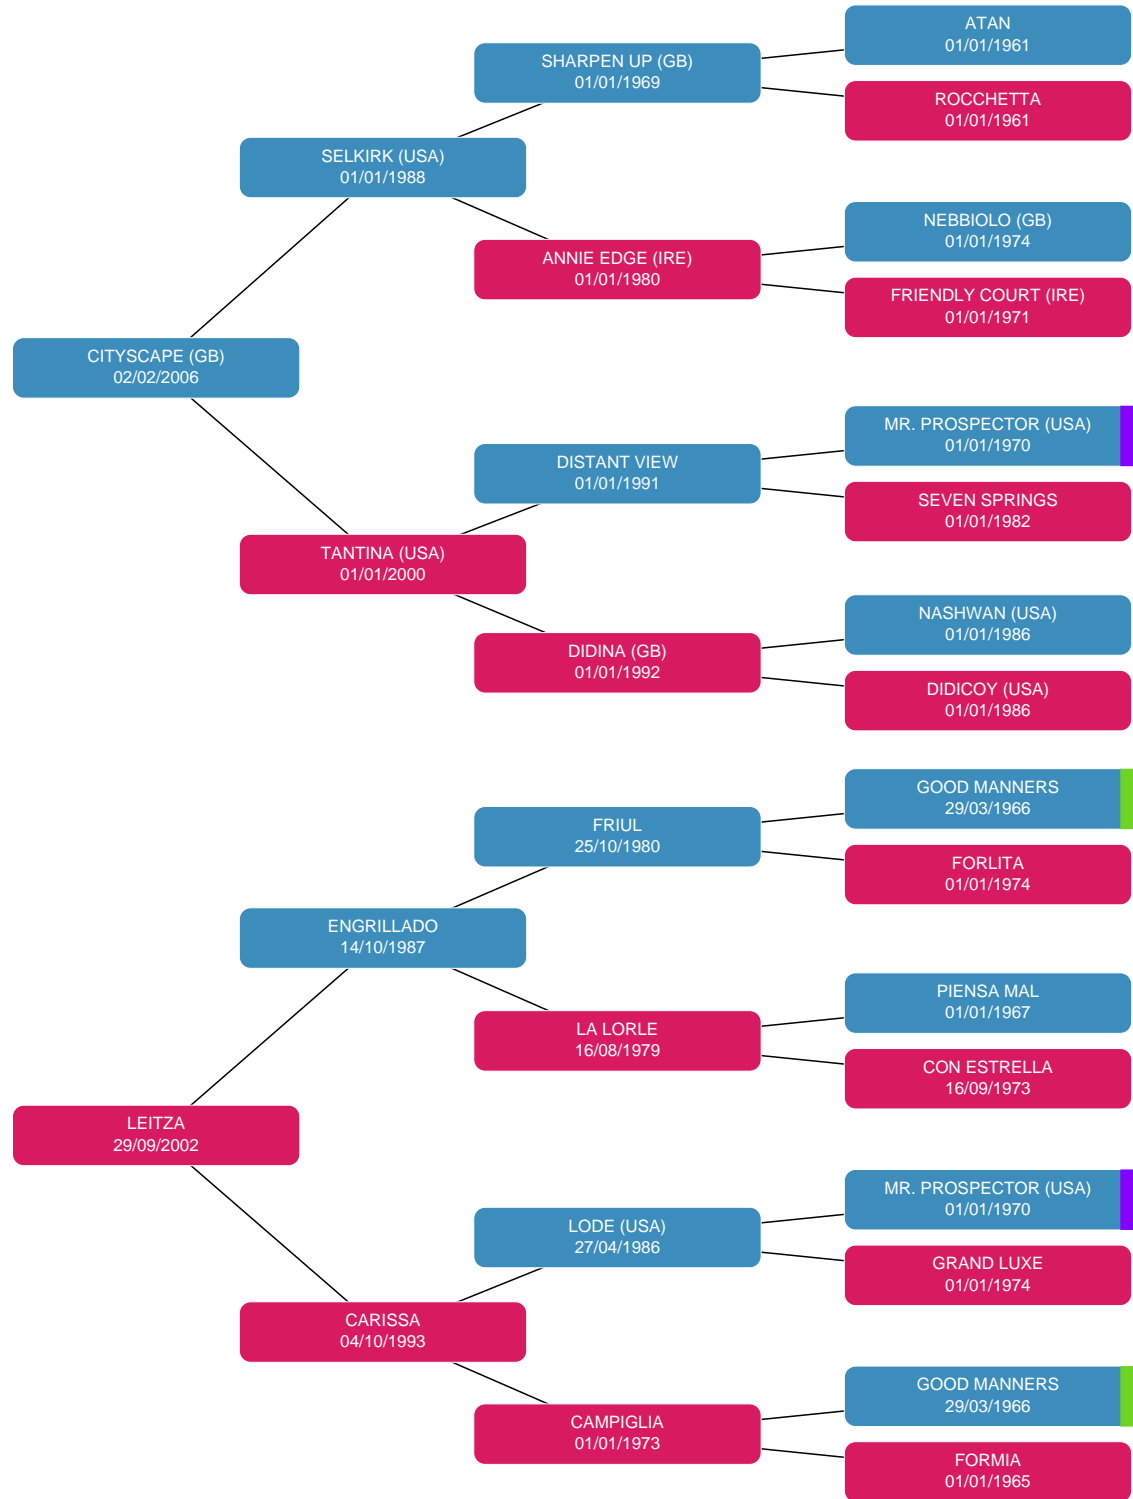 ATAN
01/01/1961
SHARPEN UP (GB)
01/01/1969
ROCCHETTA
01/01/1961
SELKIRK (USA)
01/01/1988
NEBBIOLO (GB)
01/01/1974
ANNIE EDGE (IRE)
01/01/1980
FRIENDLY COURT (IRE)
01/01/1971
CITYSCAPE (GB)
02/02/2006
MR. PROSPECTOR (USA)
01/01/1970
DISTANT VIEW
01/01/1991
SEVEN SPRINGS
01/01/1982
TANTINA (USA)
01/01/2000
NASHWAN (USA)
01/01/1986
DIDINA (GB)
01/01/1992
DIDICOY (USA)
01/01/1986
GOOD MANNERS
29/03/1966
FRIUL
25/10/1980
FORLITA
01/01/1974
ENGRILLADO
14/10/1987
PIENSA MAL
01/01/1967
LA LORLE
16/08/1979
CON ESTRELLA
16/09/1973
LEITZA
29/09/2002
MR. PROSPECTOR (USA)
01/01/1970
LODE (USA)
27/04/1986
GRAND LUXE
01/01/1974
CARISSA
04/10/1993
GOOD MANNERS
29/03/1966
CAMPIGLIA
01/01/1973
FORMIA
01/01/1965